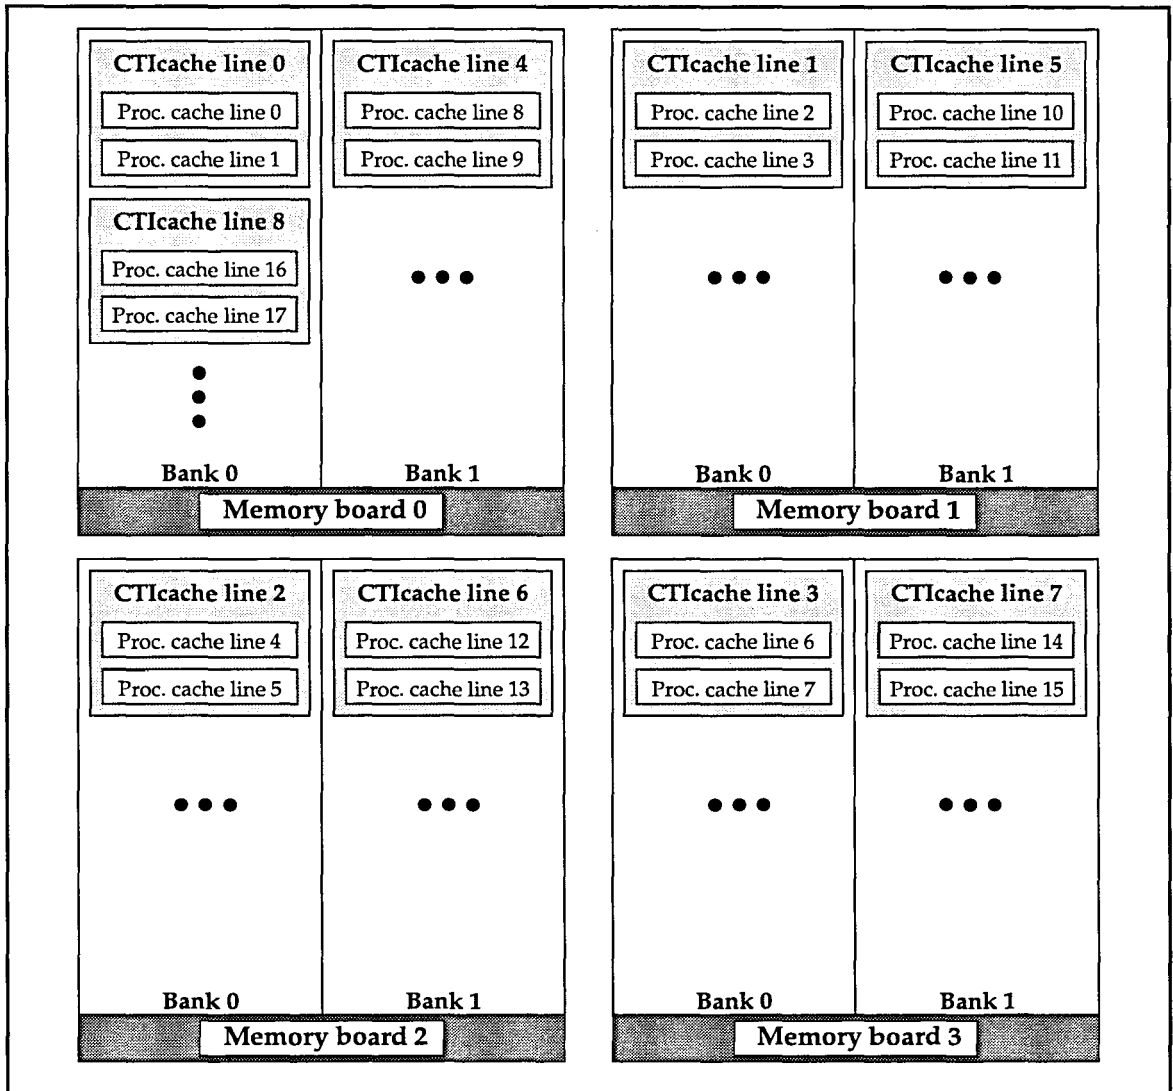 CTIcache line 0
Proc. cache line 0
Proc. cache line 1
CTIcache line 8
Proc. cache line 16
Proc. cache line 17
Bank 0
CTIcache line 4
Proc. cache line 8
Proc. cache line 9
Bank 1
Memory board 0
CTIcache line 1
Proc. cache line 2
Proc. cache line 3
Bank 0
CTIcache line 5
Proc. cache line 10
Proc. cache line 11
Bank 1
Memory board 1
CTIcache line 2
Proc. cache line 4
Proc. cache line 5
Bank 0
CTIcache line 6
Proc. cache line 12
Proc. cache line 13
Bank 1
Memory board 2
CTIcache line 3
Proc. cache line 6
Proc. cache line 7
Bank 0
CTIcache line 7
Proc. cache line 14
Proc. cache line 15
Bank 1
Memory board 3